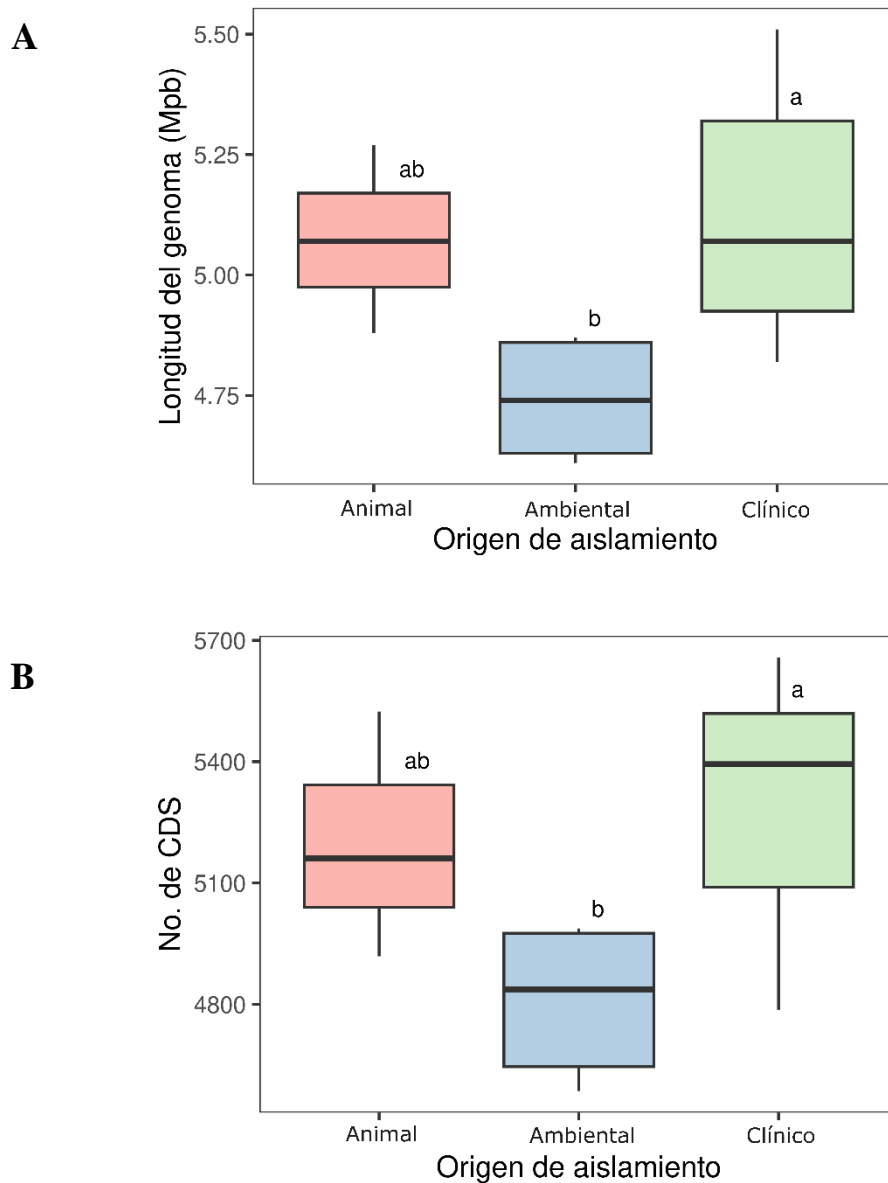 A
Longitud del genoma (Mpb)
5.50
5.25
5.00
4.75
ab
b
a
Animal
Ambiental
Clínico
Origen de aislamiento
B
No. de CDS
5700
5400
5100
4800
ab
b
a
Animal
Ambiental
Clínico
Origen de aislamiento